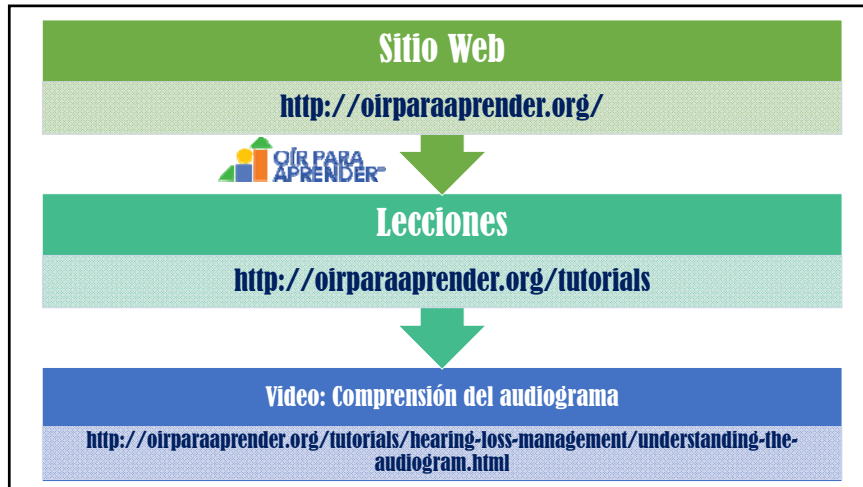 Sitio Web
http://oirparaaprender.org/
OÍR PARA
APRENDER
Lecciones
http://oirparaaprender.org/tutorials
Video: Comprensión del audiograma
http://oirparaaprender.org/tutorials/hearing-loss-management/understanding-the-
audiogram.html